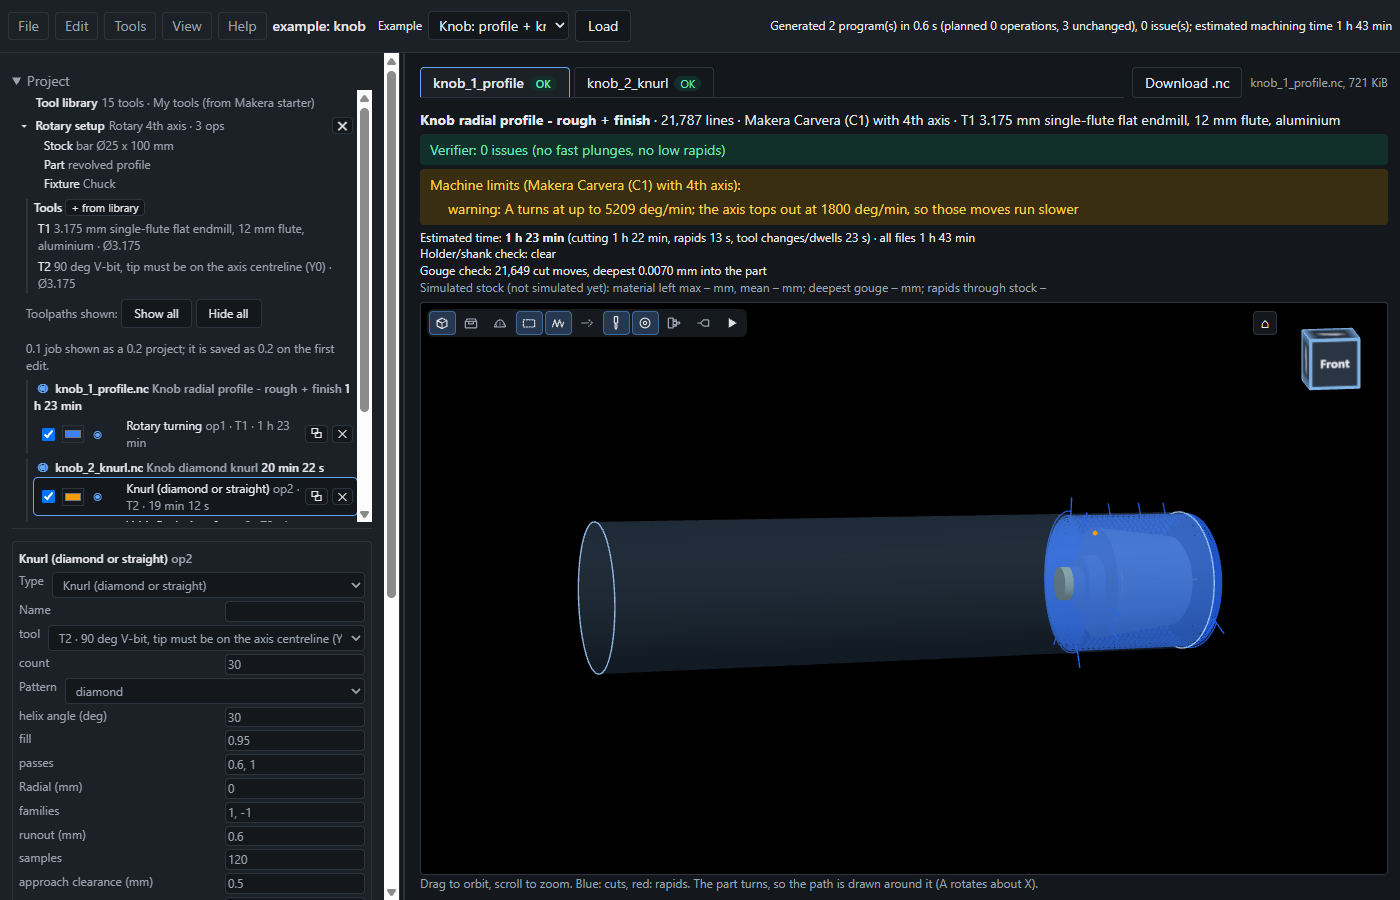 File Edit Tools View Help example: knob Example Knob: profile + kr Load Generated 2 program(s) in 0.6 s (planned 0 operations, 3 unchanged), 0 issue(s); estimated machining time 1 h 43 min
Project
Tool library 15 tools · My tools (from Makera starter)
Rotary setup Rotary 4th axis · 3 ops
Stock bar Ø25 x 100 mm
Part revolved profile
Fixture Chuck
Tools + from library
T1 3.175 mm single-flute flat endmill, 12 mm flute,
aluminium · Ø3.175
T2 90 deg V-bit, tip must be on the axis centreline (Y0) ·
Ø3.175
Toolpaths shown: Show all Hide all
0.1 job shown as a 0.2 project; it is saved as 0.2 on the first
edit.
knob_1_profile.nc Knob radial profile - rough + finish 1
h 23 min
Rotary turning op1 · T1 · 1 h 23
min
knob_2_knurl.nc Knob diamond knurl 20 min 22 s
Knurl (diamond or straight) op2 ·
T2 · 19 min 12 s
Knurl (diamond or straight) op2
Type Knurl (diamond or straight)
Name
tool T2 · 90 deg V-bit, tip must be on the axis centreline (Y
count 30
Pattern diamond
helix angle (deg) 30
fill 0.95
passes 0.6, 1
Radial (mm) 0
families 1, -1
runout (mm) 0.6
samples 120
approach clearance (mm) 0.5
knob_1_profile OK knob_2_knurl OK Download .nc knob_1_profile.nc, 721 KiB
Knob radial profile - rough + finish · 21,787 lines · Makera Carvera (C1) with 4th axis · T1 3.175 mm single-flute flat endmill, 12 mm flute, aluminium
Verifier: 0 issues (no fast plunges, no low rapids)
Machine limits (Makera Carvera (C1) with 4th axis):
warning: A turns at up to 5209 deg/min; the axis tops out at 1800 deg/min, so those moves run slower
Estimated time: 1 h 23 min (cutting 1 h 22 min, rapids 13 s, tool changes/dwells 23 s) · all files 1 h 43 min
Holder/shank check: clear
Gouge check: 21,649 cut moves, deepest 0.0070 mm into the part
Simulated stock (not simulated yet): material left max – mm, mean – mm; deepest gouge – mm; rapids through stock –
Front
Drag to orbit, scroll to zoom. Blue: cuts, red: rapids. The part turns, so the path is drawn around it (A rotates about X).